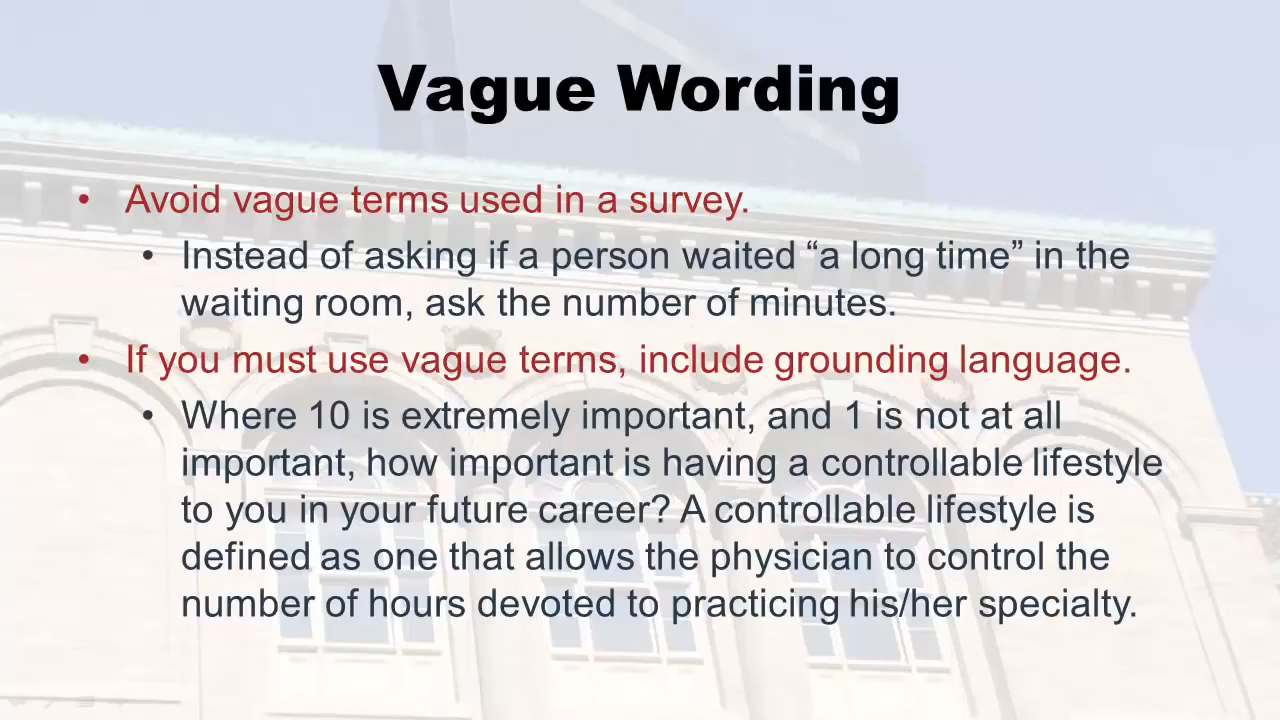 Vague Wording
• Avoid vague terms used in a survey.
• Instead of asking if a person waited “a long time” in the
waiting room, ask the number of minutes.
• If you must use vague terms, include grounding language.
• Where 10 is extremely important, and 1 is not at all
important, how important is having a controllable lifestyle
to you in your future career? A controllable lifestyle is
defined as one that allows the physician to control the
number of hours devoted to practicing his/her specialty.